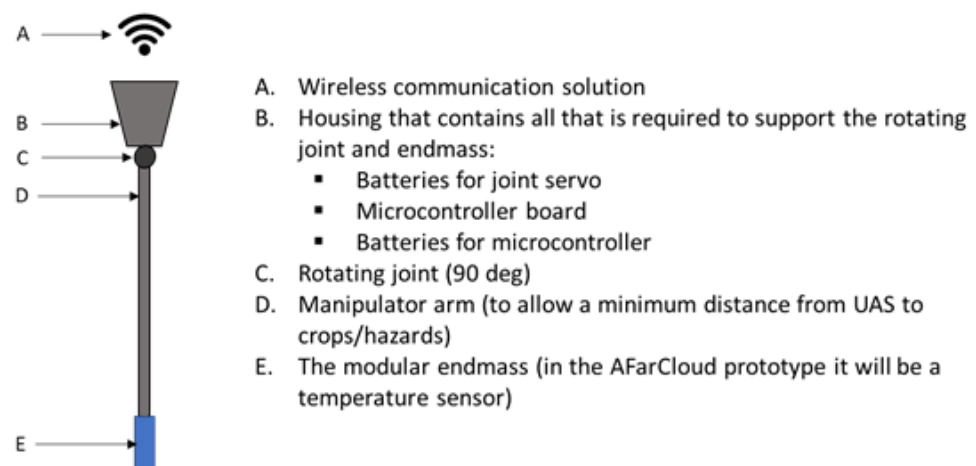 A
B
C
D
E
A. Wireless communication solution
B. Housing that contains all that is required to support the rotating
joint and endmass:
▪ Batteries for joint servo
▪ Microcontroller board
▪ Batteries for microcontroller
C. Rotating joint (90 deg)
D. Manipulator arm (to allow a minimum distance from UAS to
crops/hazards)
E. The modular endmass (in the AFarCloud prototype it will be a
temperature sensor)